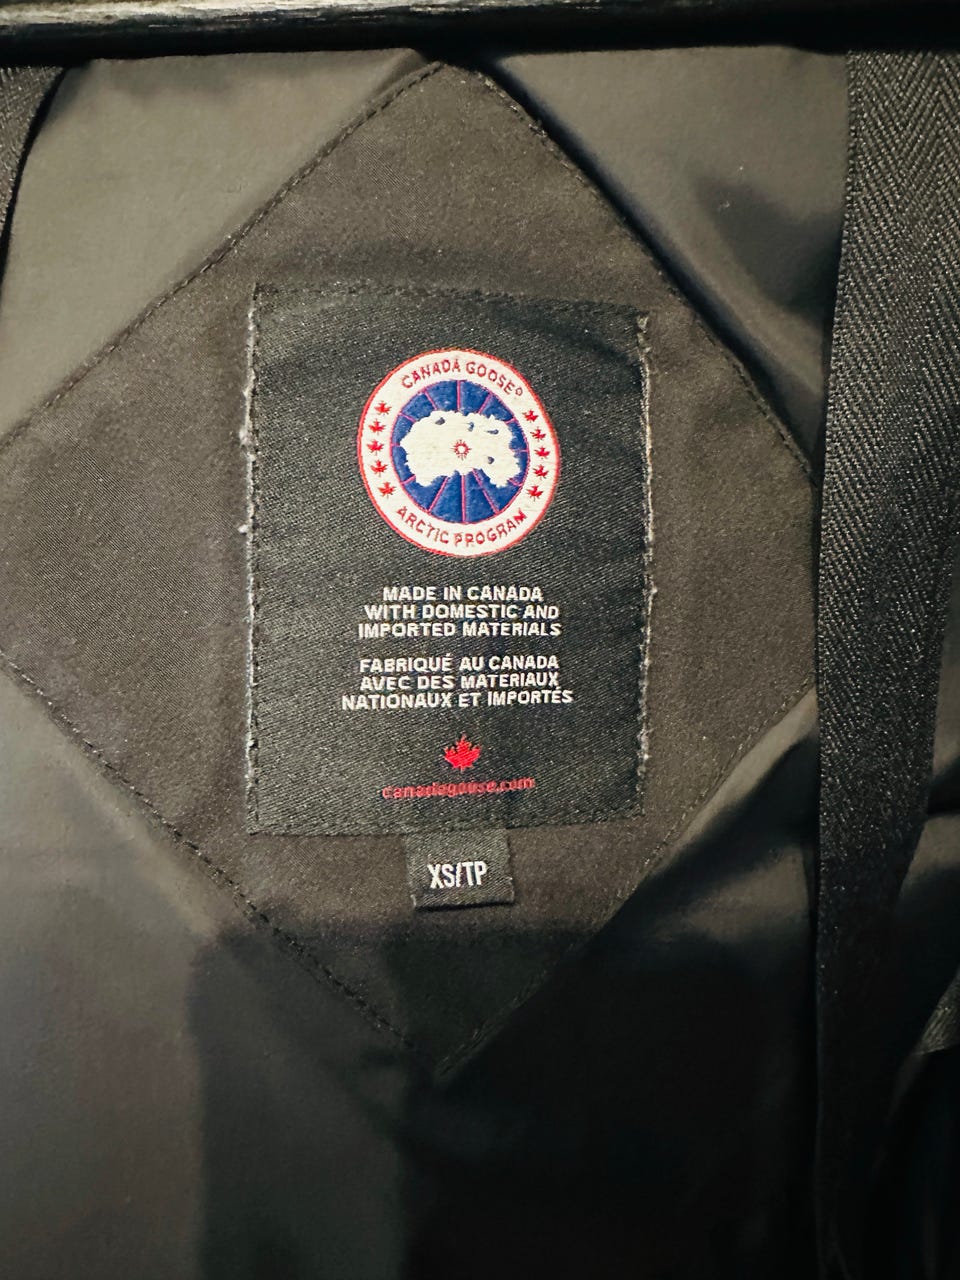 CANADA GOOSE®
ARCTIC PROGRAM
MADE IN CANADA
WITH DOMESTIC AND
IMPORTED MATERIALS
FABRIQUÉ AU CANADA
AVEC DES MATERIAUX
NATIONAUX ET IMPORTÉS
canadagoose.com
XS/TP